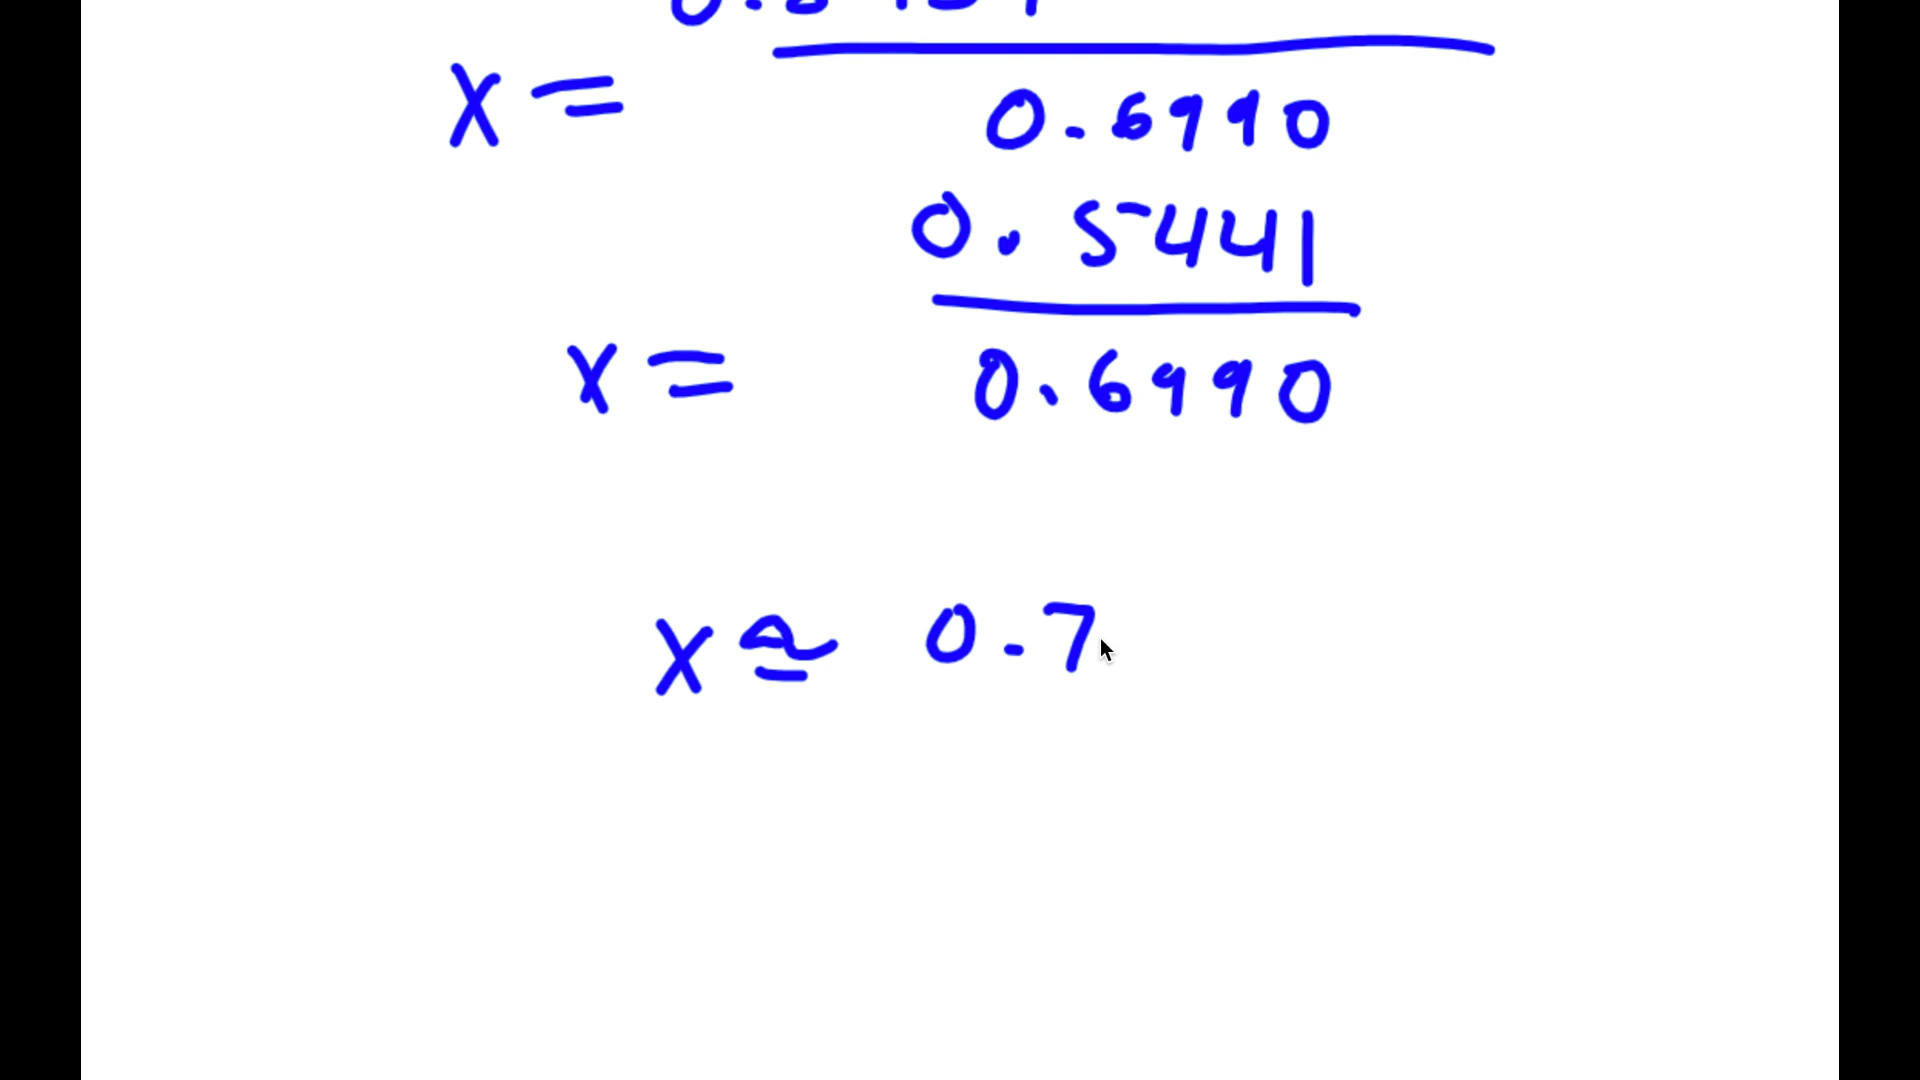 x =
0.6990
0.5441
x =
0.6990
x ≃ 0.7